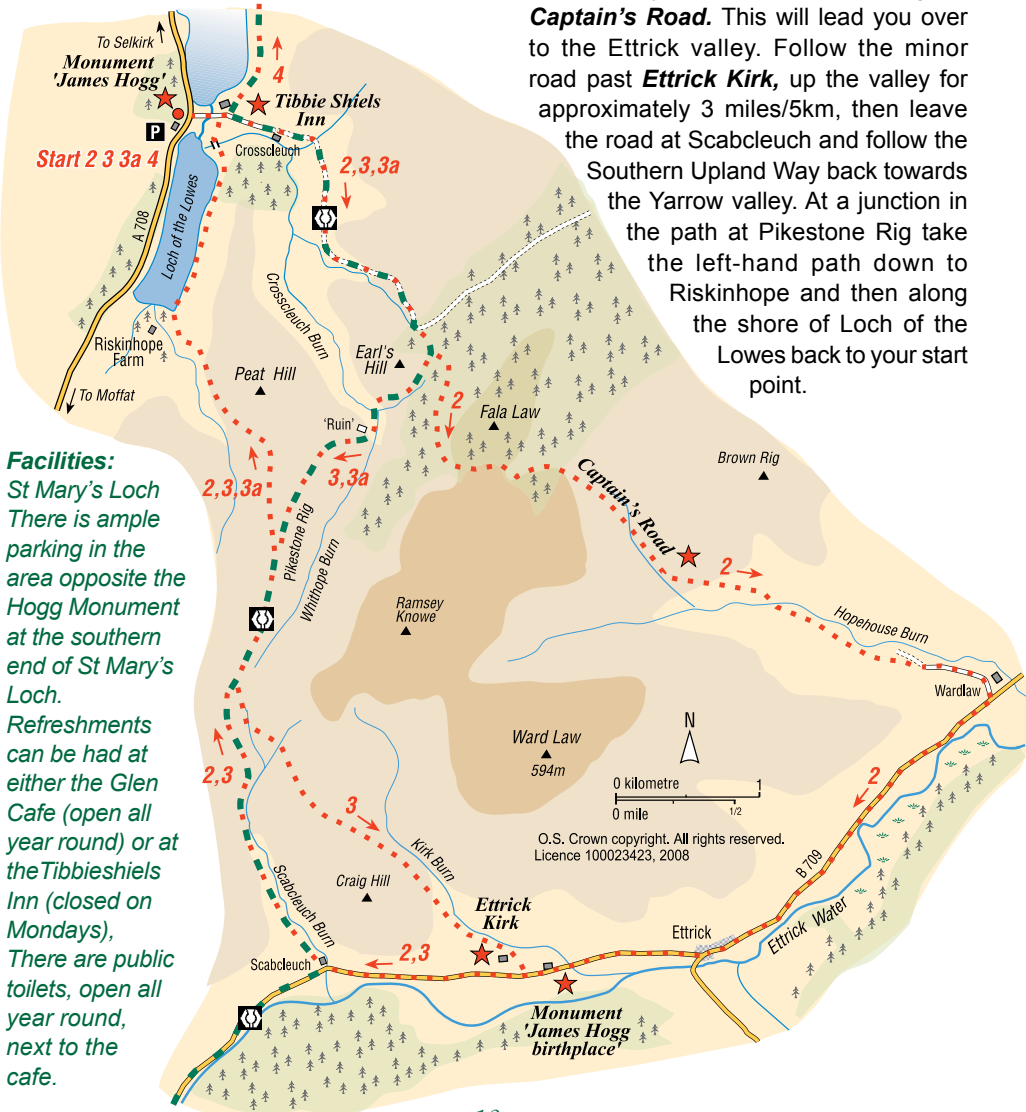 Captain's Road. This will lead you over
to the Ettrick valley. Follow the minor
road past Ettrick Kirk, up the valley for
approximately 3 miles/5km, then leave
the road at Scabcleuch and follow the
Southern Upland Way back towards
the Yarrow valley. At a junction in
the path at Pikestone Rig take
the left-hand path down to
Riskinhope and then along
the shore of Loch of the
Lowes back to your start
point.
To Selkirk
Monument
'James Hogg'
4
Tibbie Shiels
Inn
P
Start 2 3 3a 4
Crosscleuch
2,3,3a
A 708
Loch of the Lowes
Crosscleuch Burn
Riskinhope
Farm
To Moffat
Peat Hill
Earl's
Hill
'Ruin'
2
Fala Law
Brown Rig
2,3,3a
3,3a
Captain's Road
Pikestone Rig
Whithope Burn
2
Ramsey
Knowe
Hopehouse Burn
Wardlaw
Facilities:
St Mary's Loch
There is ample
parking in the
area opposite the
Hogg Monument
at the southern
end of St Mary's
Loch.
Refreshments
can be had at
either the Glen
Cafe (open all
year round) or at
theTibbieshiels
Inn (closed on
Mondays),
There are public
toilets, open all
year round,
next to the
cafe.
N
Ward Law
594m
0 kilometre 1
0 mile 1/2
O.S. Crown copyright. All rights reserved.
Licence 100023423, 2008
2,3
3
2
Kirk Burn
B 709
Craig Hill
Scabcleuch Burn
Ettrick
Kirk
Ettrick
Ettrick Water
Scabcleuch
2,3
Monument
'James Hogg
birthplace'